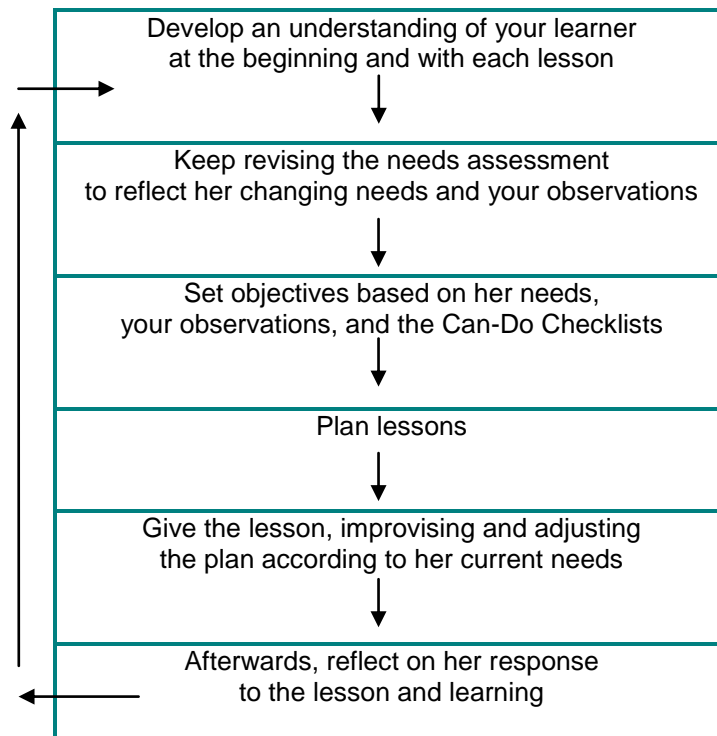 Develop an understanding of your learner
at the beginning and with each lesson
Keep revising the needs assessment
to reflect her changing needs and your observations
Set objectives based on her needs,
your observations, and the Can-Do Checklists
Plan lessons
Give the lesson, improvising and adjusting
the plan according to her current needs
Afterwards, reflect on her response
to the lesson and learning